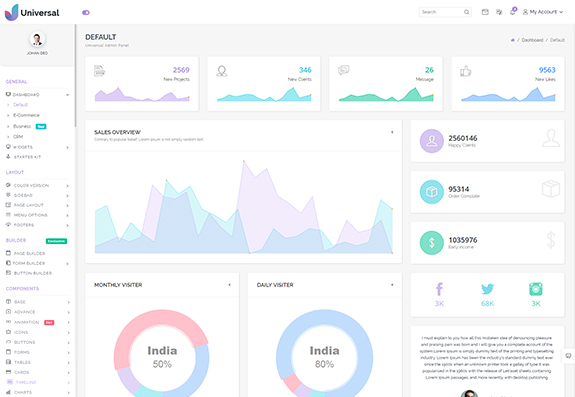 Universal
Search
My Account
JOHAN DEO
GENERAL
DASHBOARD
Default
E-Commerce
Business
CRM
WIDGETS
STARTER KIT
LAYOUT
COLOR VERSION
SIDEBAR
PAGE LAYOUT
MENU OPTIONS
FOOTERS
BUILDER
PAGE BUILDER
FORM BUILDER
BUTTON BUILDER
COMPONENTS
BASE
ADVANCE
ANIMATION
ICONS
BUTTONS
FORMS
TABLES
CARDS
TIMELINE
CHARTS
DEFAULT
Universal Admin Panel
/ Dashboard / Default
2569
New Projects
346
New Clients
26
Message
9563
New Likes
SALES OVERVIEW
Contrary to popular belief Lorem Ipsum is not simply random text
2560146
Happy Clients
95314
Order Complate
$
1035976
Early Income
$
3K
68K
3K
MONTHLY VISITER
India
50%
DAILY VISITER
India
80%
I must explain to you how all this mistaken idea of denouncing pleasure
and praising pain was born and I will give you a complete account of
the system Lorem Ipsum is simply dummy text of the printing and typesetting
industry. Lorem Ipsum has been the industry's standard dummy text ever
since the 1500s when an unknown printer took a galley of type It was
popularised in the 1960s with the release of Letraset sheets containing
Lorem Ipsum passages, and more recently with desktop publishing